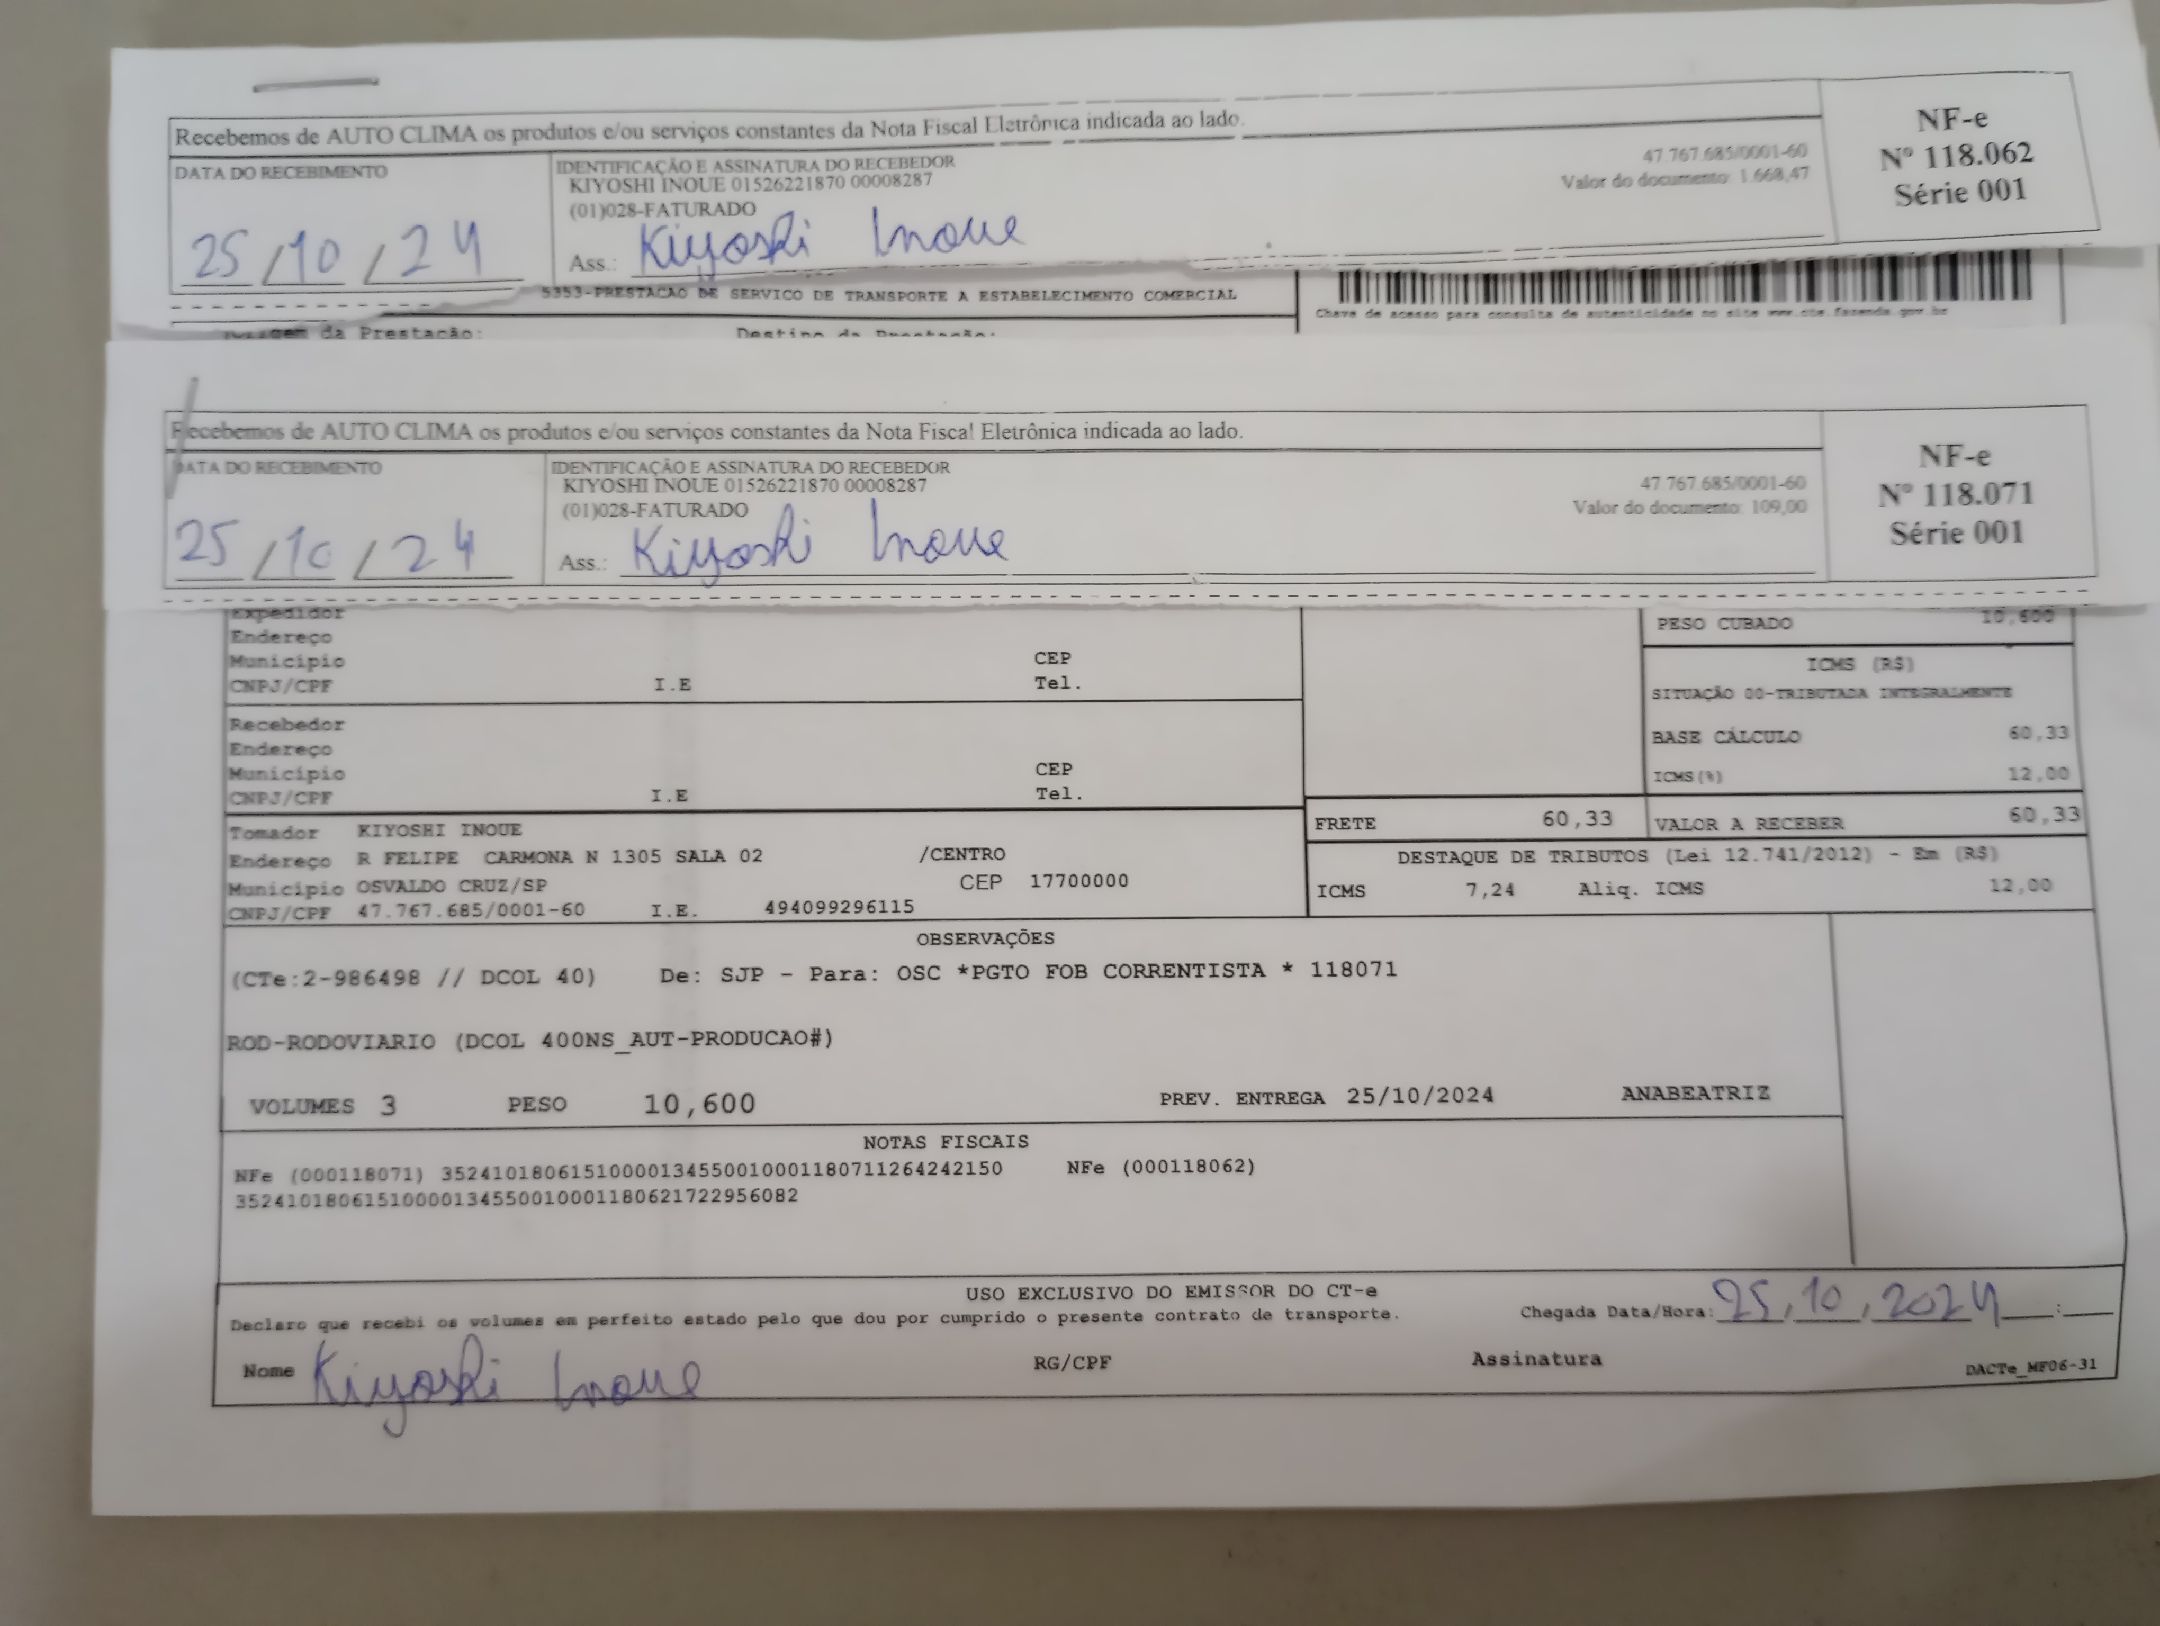 Recebemos de AUTO CLIMA os produtos e/ou serviços constantes da Nota Fiscal Eletrônica indicada ao lado.
NF-e
Nº 118.062
Série 001
DATA DO RECEBIMENTO
25/10/24
IDENTIFICAÇÃO E ASSINATURA DO RECEBEDOR
KIYOSHI INOUE 01526221870 00008287
(01)028-FATURADO
Ass.: Kiyoshi Inoue
47.767.685/0001-60
Valor do documento: 1.668,47
5353-PRESTACAO DE SERVICO DE TRANSPORTE A ESTABELECIMENTO COMERCIAL
Chave de acesso para consulta de autenticidade no site www.cte.fazenda.gov.br
da Prestação: Destino da Prestação:
Recebemos de AUTO CLIMA os produtos e/ou serviços constantes da Nota Fiscal Eletrônica indicada ao lado.
NF-e
Nº 118.071
Série 001
DATA DO RECEBIMENTO
25/10/24
IDENTIFICAÇÃO E ASSINATURA DO RECEBEDOR
KIYOSHI INOUE 01526221870 00008287
(01)028-FATURADO
Ass.: Kiyoshi Inoue
47.767.685/0001-60
Valor do documento: 109,00
Expedidor
Endereço
Município CEP
CNPJ/CPF I.E Tel.
Recebedor
Endereço
Município CEP
CNPJ/CPF I.E Tel.
PESO CUBADO 10,600
ICMS (R$)
SITUAÇÃO 00-TRIBUTADA INTEGRALMENTE
BASE CÁLCULO 60,33
ICMS(%) 12,00
FRETE 60,33 VALOR A RECEBER 60,33
Tomador KIYOSHI INOUE
Endereço R FELIPE CARMONA N 1305 SALA 02 /CENTRO
Município OSVALDO CRUZ/SP CEP 17700000
CNPJ/CPF 47.767.685/0001-60 I.E. 494099296115
DESTAQUE DE TRIBUTOS (Lei 12.741/2012) - Em (R$)
ICMS 7,24 Aliq. ICMS 12,00
OBSERVAÇÕES
(CTe:2-986498 // DCOL 40) De: SJP - Para: OSC *PGTO FOB CORRENTISTA * 118071
ROD-RODOVIARIO (DCOL 400NS_AUT-PRODUCAO#)
VOLUMES 3 PESO 10,600 PREV. ENTREGA 25/10/2024 ANABEATRIZ
NOTAS FISCAIS
NFe (000118071) 35241018061510000134550010001180711264242150 NFe (000118062)
35241018061510000134550010001180621722956082
USO EXCLUSIVO DO EMISSOR DO CT-e
Declaro que recebi os volumes em perfeito estado pelo que dou por cumprido o presente contrato de transporte. Chegada Data/Hora: 25,10,2024 __:__
Nome Kiyoshi Inoue RG/CPF Assinatura DACTe_MF06-31